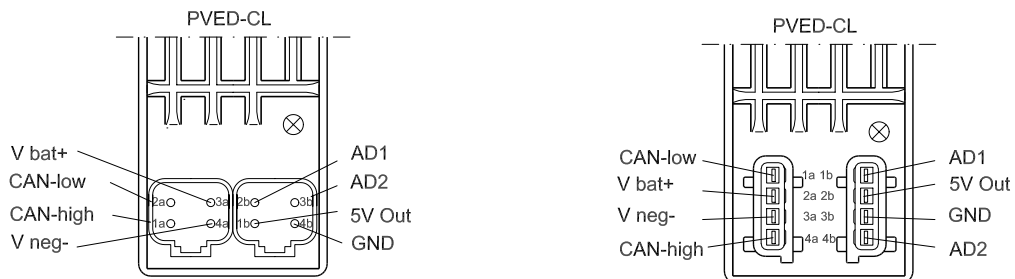 PVED-CL
V bat+
CAN-low
CAN-high
V neg-
2a
3a
2b
3b
1a
4a
1b
4b
AD1
AD2
5V Out
GND
PVED-CL
CAN-low
V bat+
V neg-
CAN-high
1a 1b
2a 2b
3a 3b
4a 4b
AD1
5V Out
GND
AD2